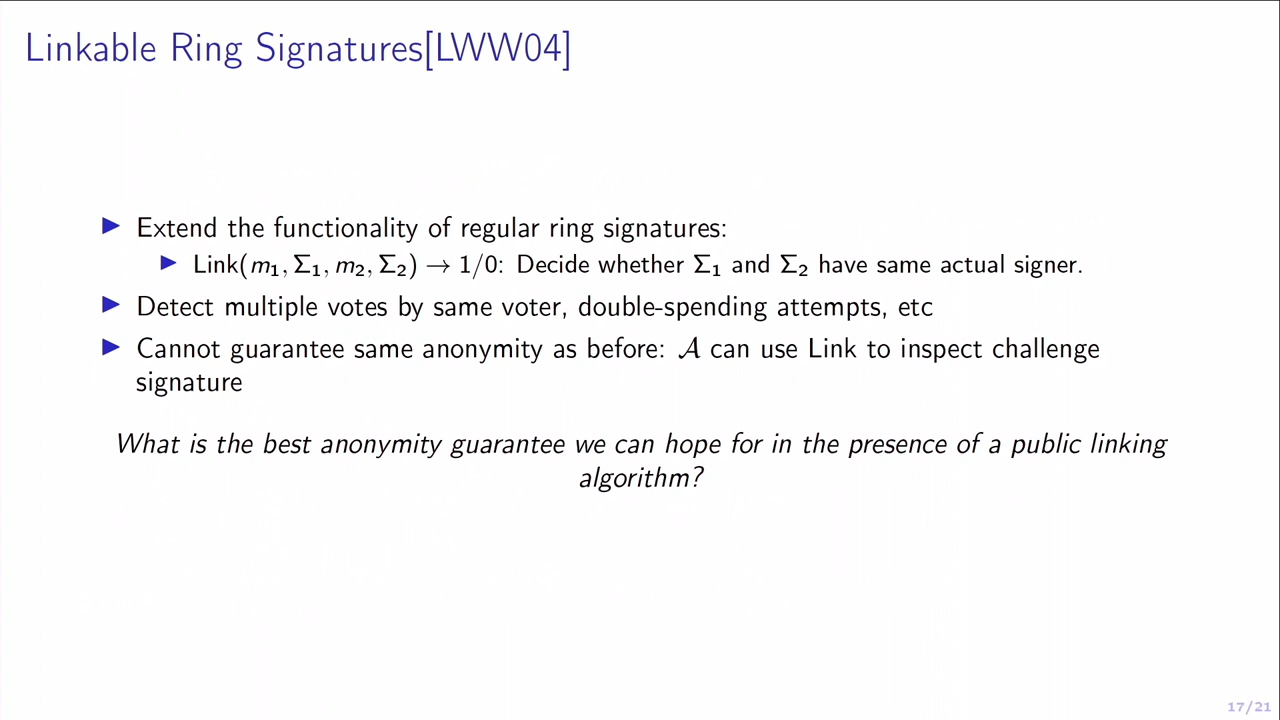 Linkable Ring Signatures[LWW04]
▶ Extend the functionality of regular ring signatures:
▶ Link(m₁, Σ₁, m₂, Σ₂) → 1/0: Decide whether Σ₁ and Σ₂ have same actual signer.
▶ Detect multiple votes by same voter, double-spending attempts, etc
▶ Cannot guarantee same anonymity as before: 𝒜 can use Link to inspect challenge
signature
What is the best anonymity guarantee we can hope for in the presence of a public linking
algorithm?
17/21